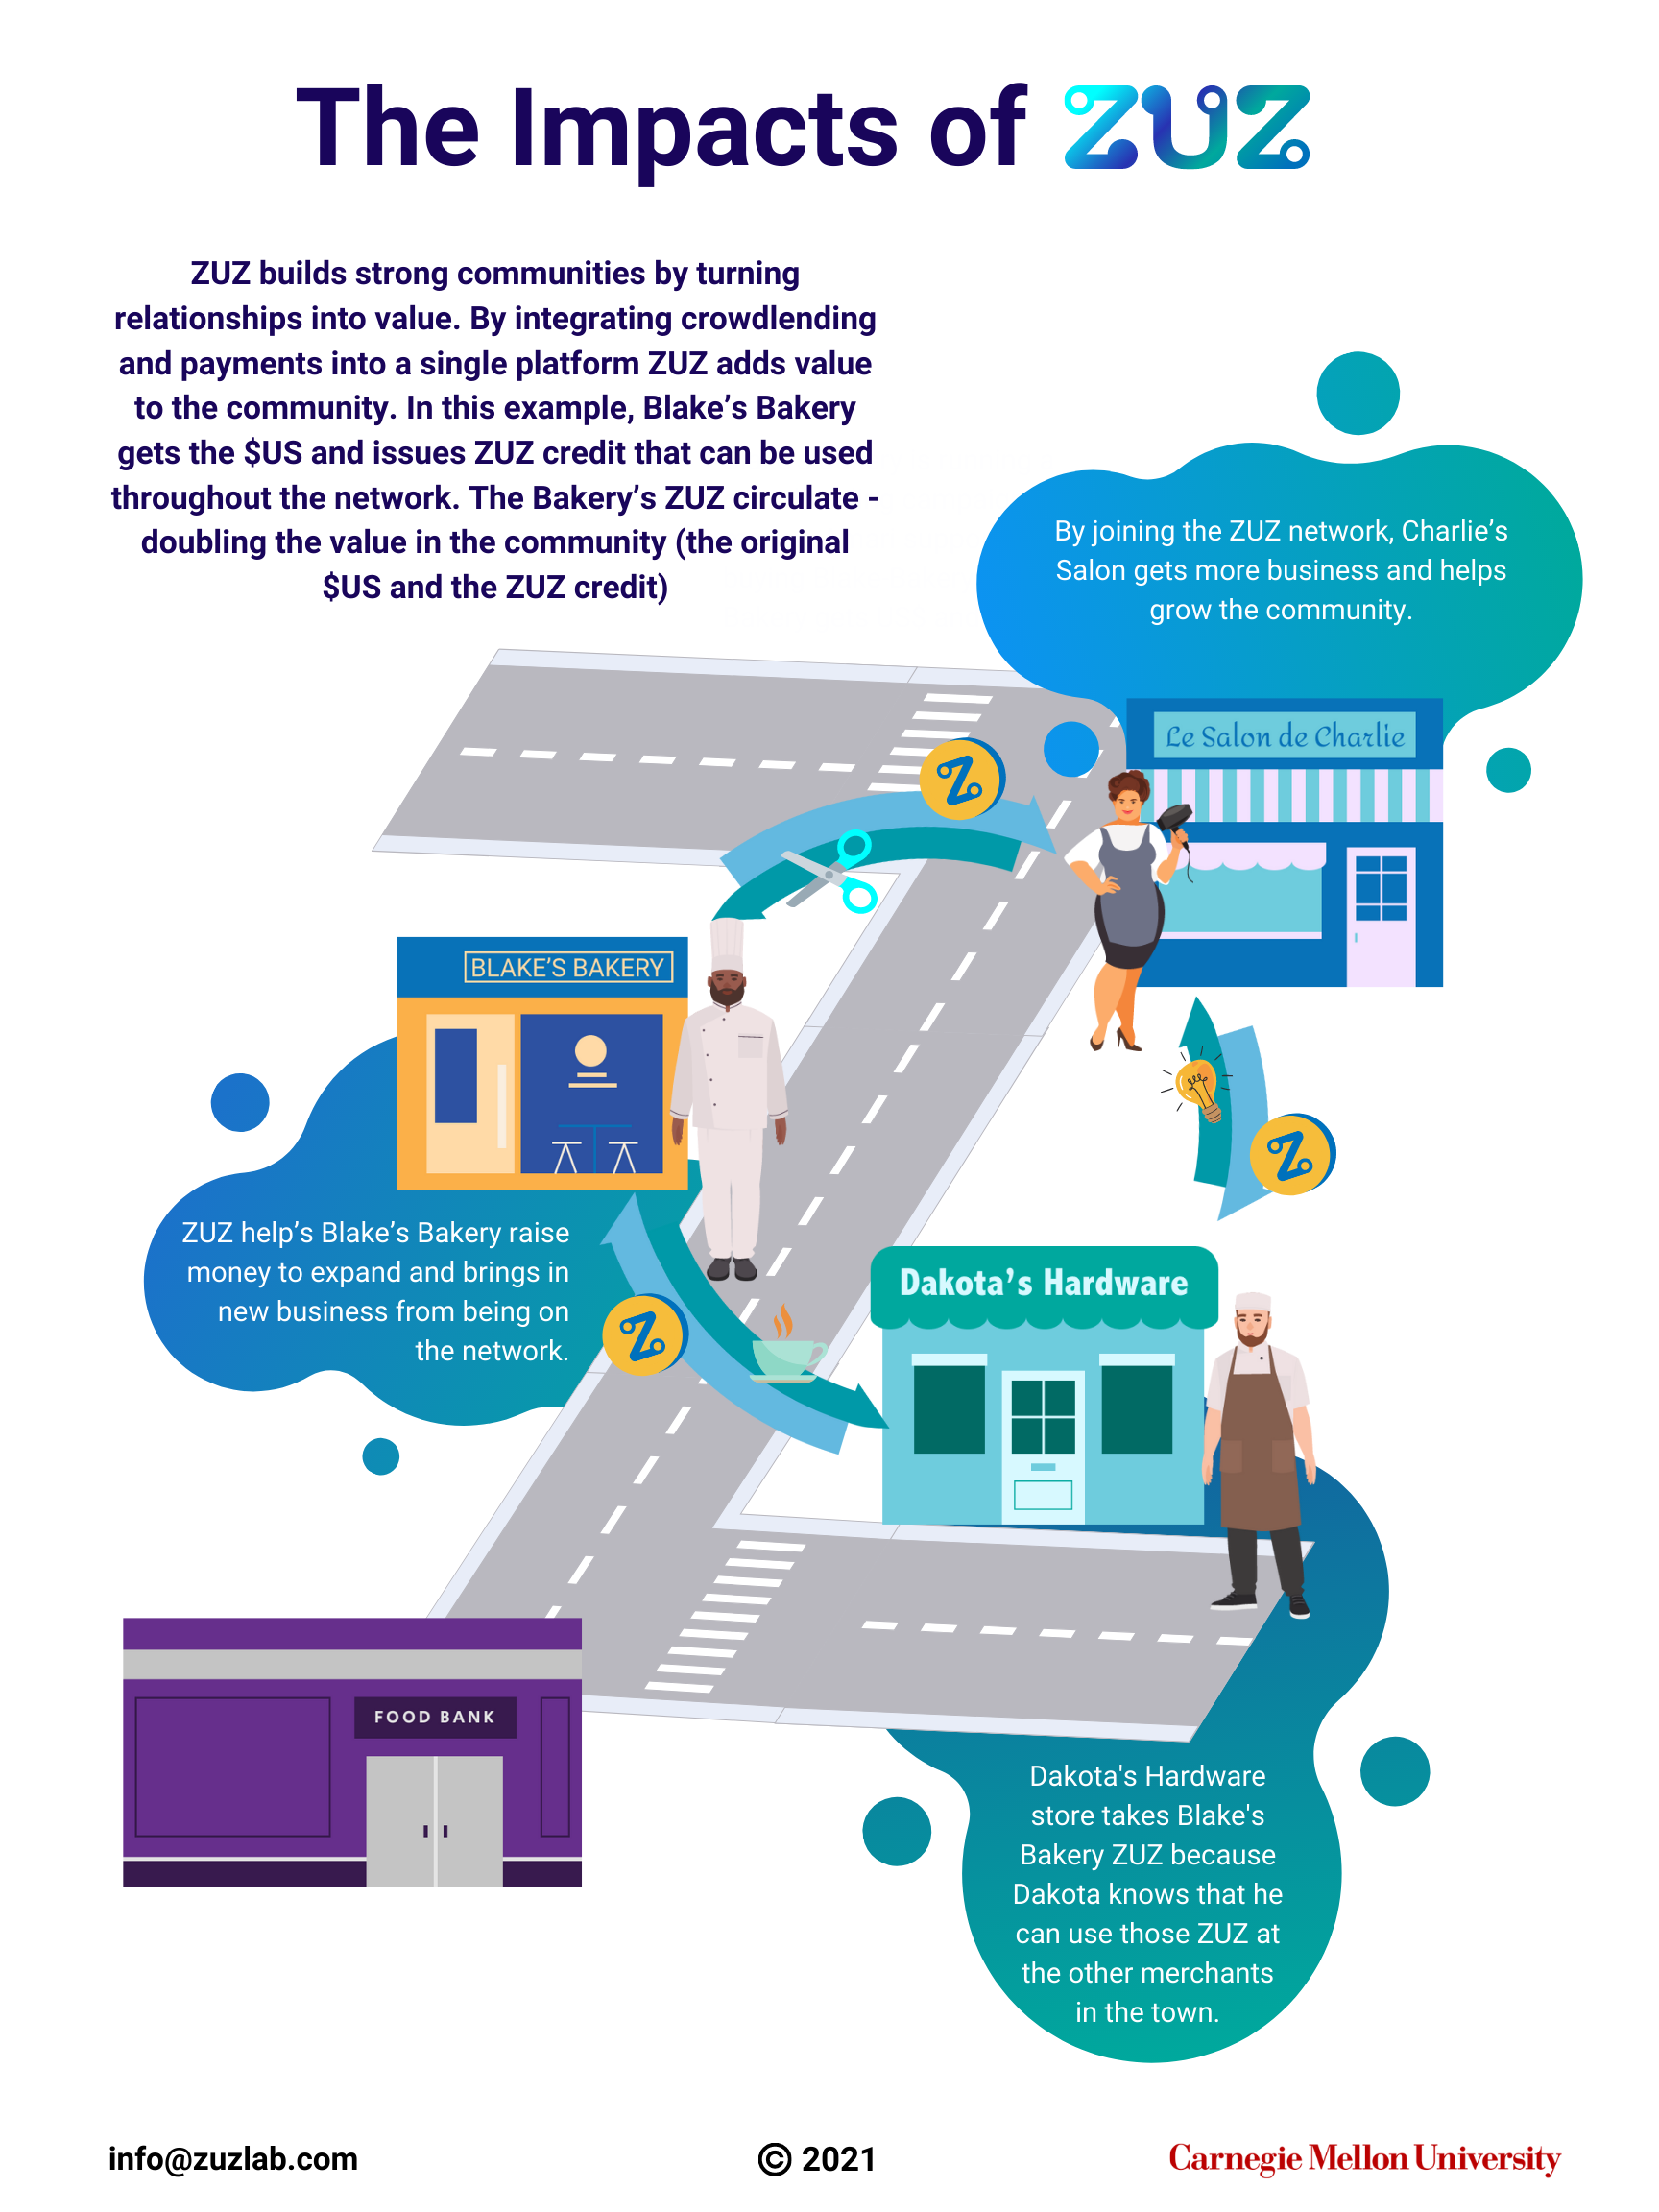 The Impacts of ZUZ
ZUZ builds strong communities by turning
relationships into value. By integrating crowdlending
and payments into a single platform ZUZ adds value
to the community. In this example, Blake’s Bakery
gets the $US and issues ZUZ credit that can be used
throughout the network. The Bakery’s ZUZ circulate -
doubling the value in the community (the original
$US and the ZUZ credit)
By joining the ZUZ network, Charlie’s
Salon gets more business and helps
grow the community.
Le Salon de Charlie
Z
BLAKE’S BAKERY
Z
ZUZ help’s Blake’s Bakery raise
money to expand and brings in
new business from being on
the network.
Z
Dakota’s Hardware
FOOD BANK
Dakota's Hardware
store takes Blake's
Bakery ZUZ because
Dakota knows that he
can use those ZUZ at
the other merchants
in the town.
info@zuzlab.com
© 2021
Carnegie Mellon University